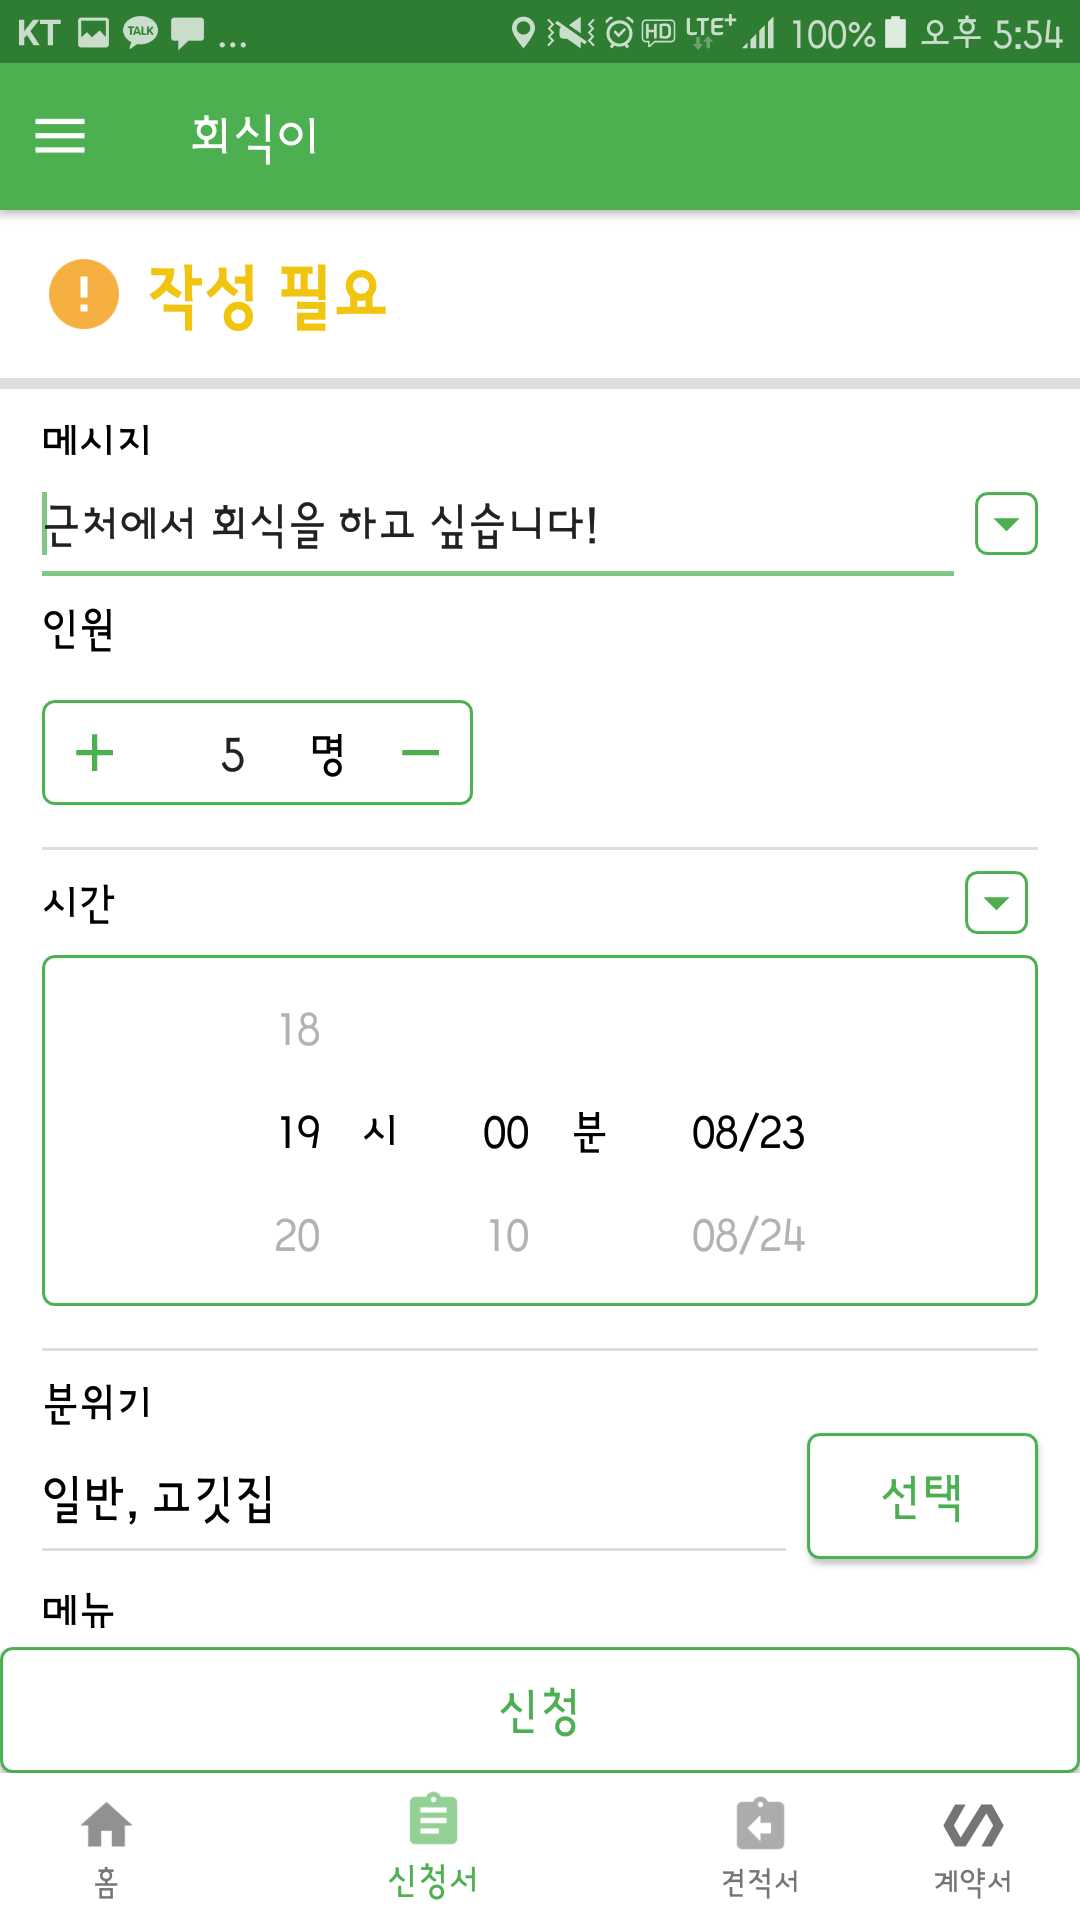 KT TALK ... HD LTE+ 100% 오후 5:54
회식이
작성 필요
메시지
근처에서 회식을 하고 싶습니다!
인원
+ 5 명 −
시간
18
19 시 00 분 08/23
20 10 08/24
분위기
일반, 고깃집
선택
메뉴
신청
홈 신청서 견적서 계약서